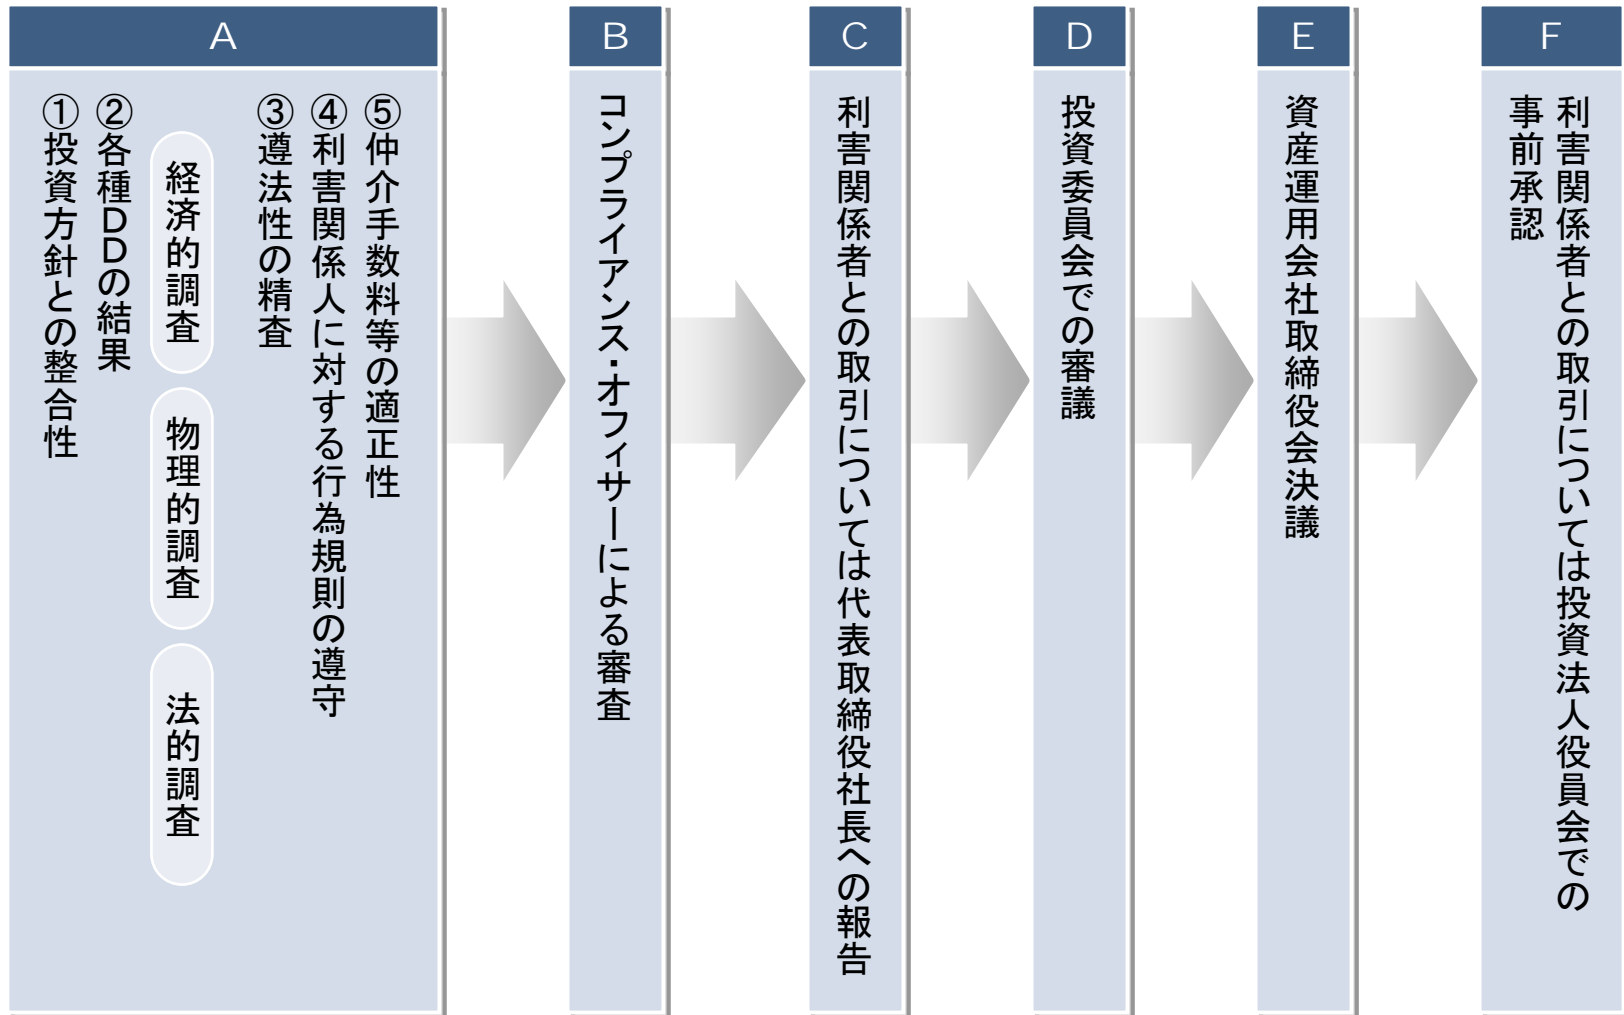 A
①投資方針との整合性
②各種DDの結果
経済的調査
物理的調査
法的調査
③遵法性の精査
④利害関係人に対する行為規則の遵守
⑤仲介手数料等の適正性
B
コンプライアンス・オフィサーによる審査
C
利害関係者との取引については代表取締役社長への報告
D
投資委員会での審議
E
資産運用会社取締役会決議
F
利害関係者との取引については投資法人役員会での
事前承認